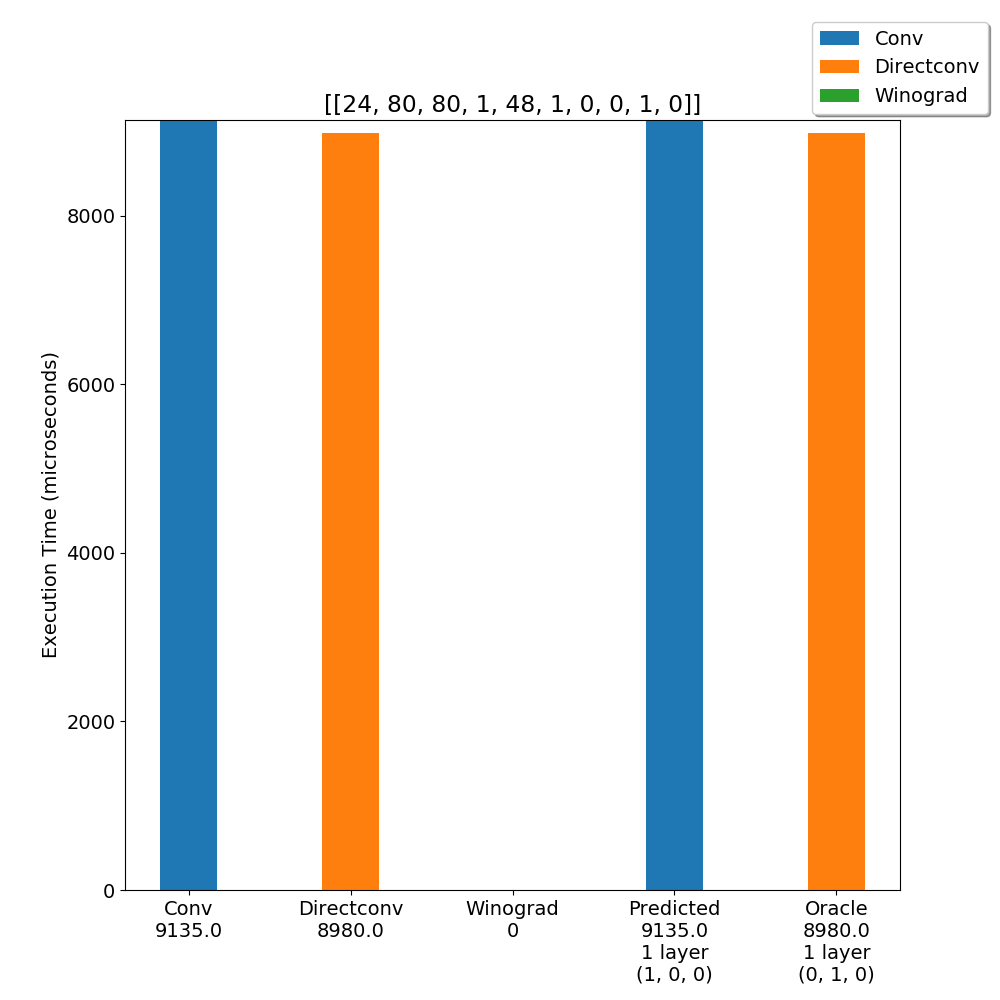 Conv
Directconv
Winograd
[[24, 80, 80, 1, 48, 1, 0, 0, 1, 0]]
Execution Time (microseconds)
8000
6000
4000
2000
0
Conv
9135.0
Directconv
8980.0
Winograd
0
Predicted
9135.0
1 layer
(1, 0, 0)
Oracle
8980.0
1 layer
(0, 1, 0)